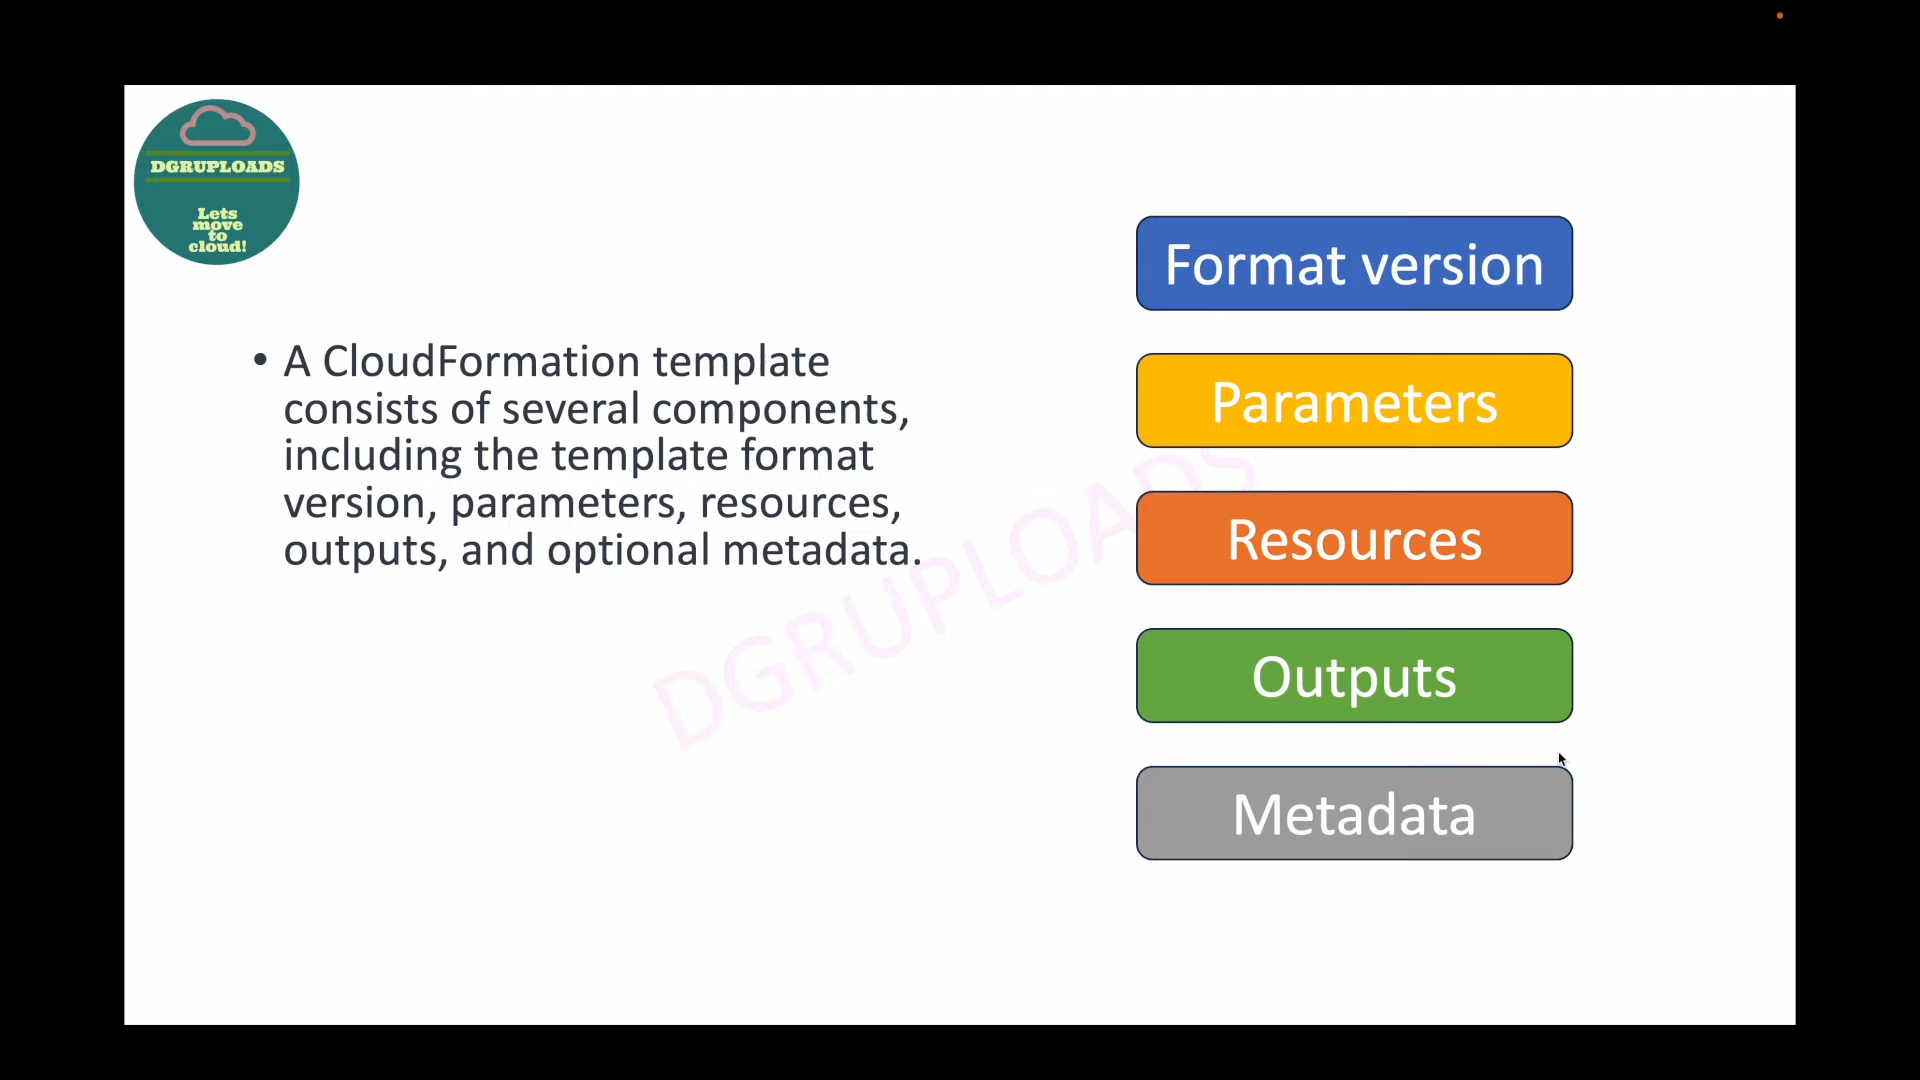 DGRUPLOADS
Lets
move
to
cloud!
• A CloudFormation template
consists of several components,
including the template format
version, parameters, resources,
outputs, and optional metadata.
Format version
Parameters
Resources
Outputs
Metadata
DGRUPLOADS